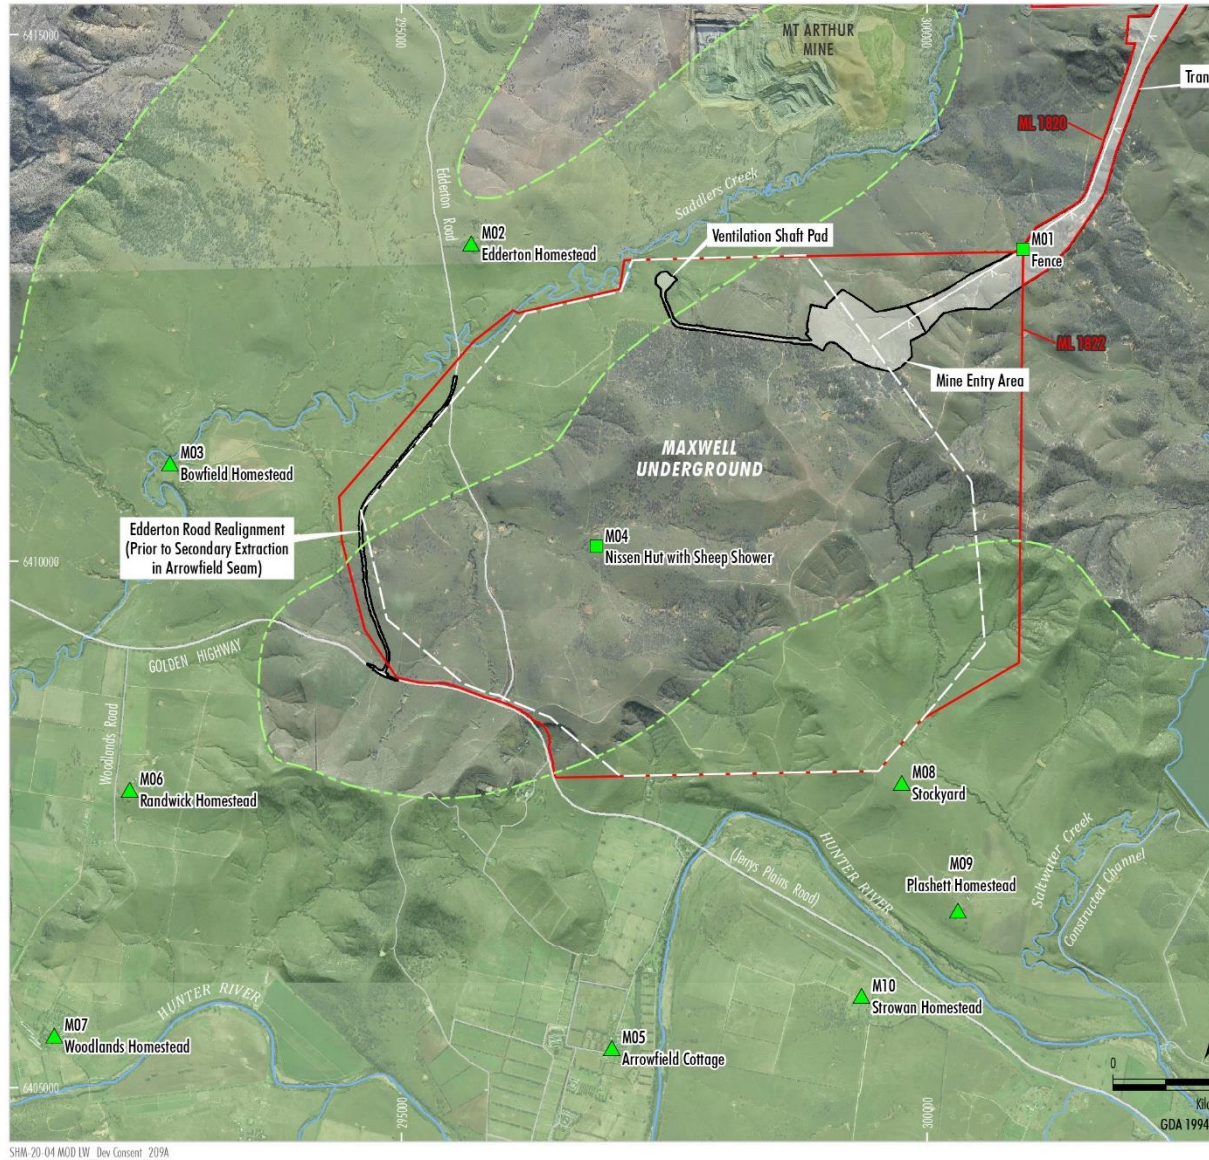 6415000
295000
300000
MT ARTHUR
MINE
Tran
ML 1820
Edderton Road
Saddlers Creek
M02
Edderton Homestead
Ventilation Shaft Pad
M01
Fence
ML 1822
Mine Entry Area
MAXWELL
UNDERGROUND
M03
Bowfield Homestead
Edderton Road Realignment
(Prior to Secondary Extraction
in Arrowfield Seam)
M04
Nissen Hut with Sheep Shower
6410000
GOLDEN HIGHWAY
Woodlands Road
M06
Randwick Homestead
M08
Stockyard
HUNTER RIVER
(Jerrys Plains Road)
Saltwater Creek
Constructed Channel
M09
Plashett Homestead
M10
Strowan Homestead
HUNTER RIVER
M07
Woodlands Homestead
M05
Arrowfield Cottage
6405000
295000
300000
0
Kil
GDA 1994
SHM-20-04 MOD LW Dev Consent 209A